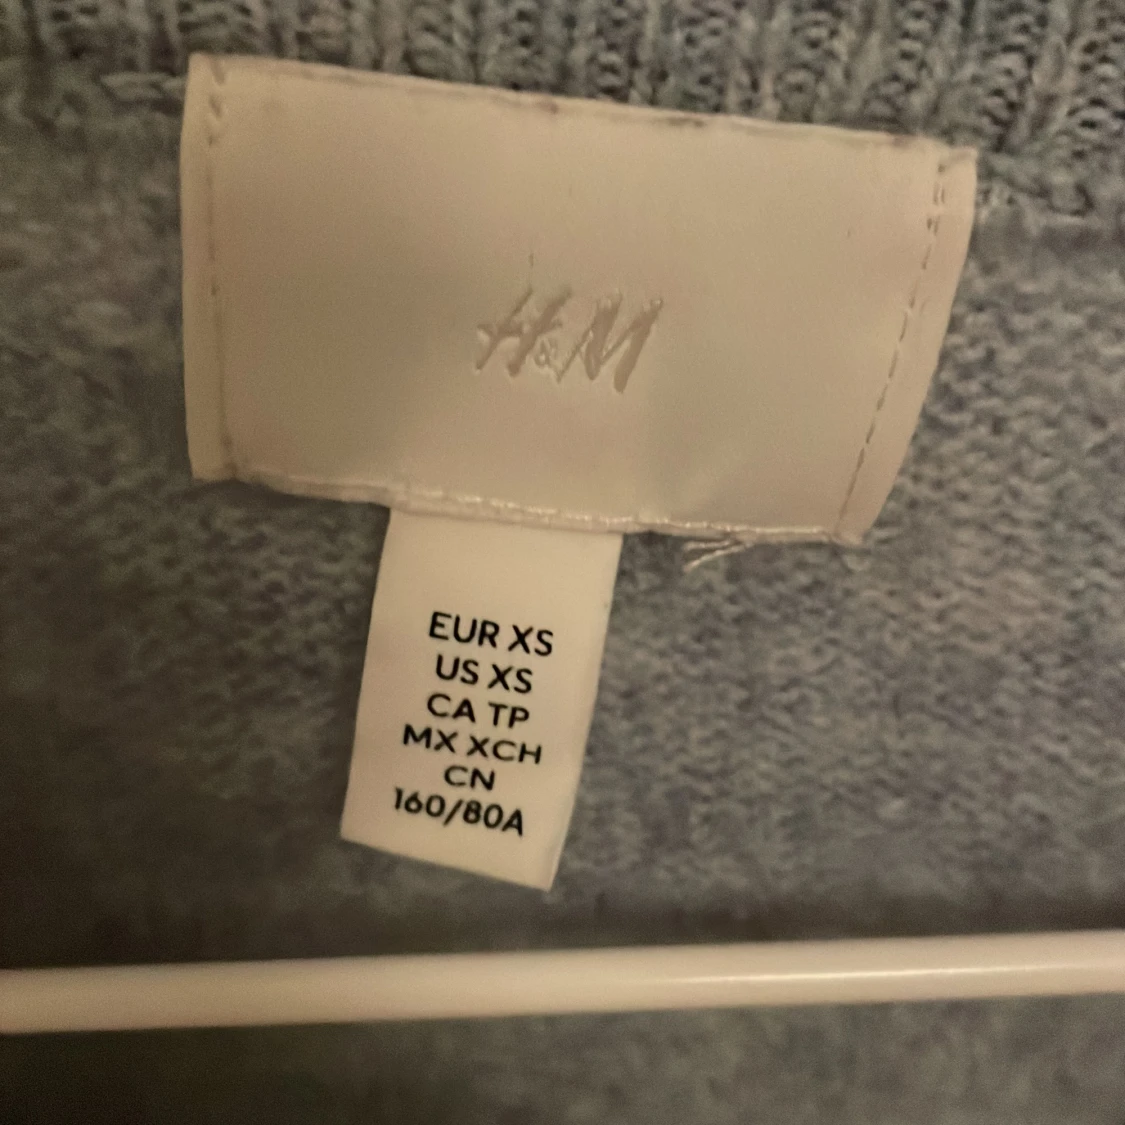 H&M
EUR XS
US XS
CA TP
MX XCH
CN
160/80A